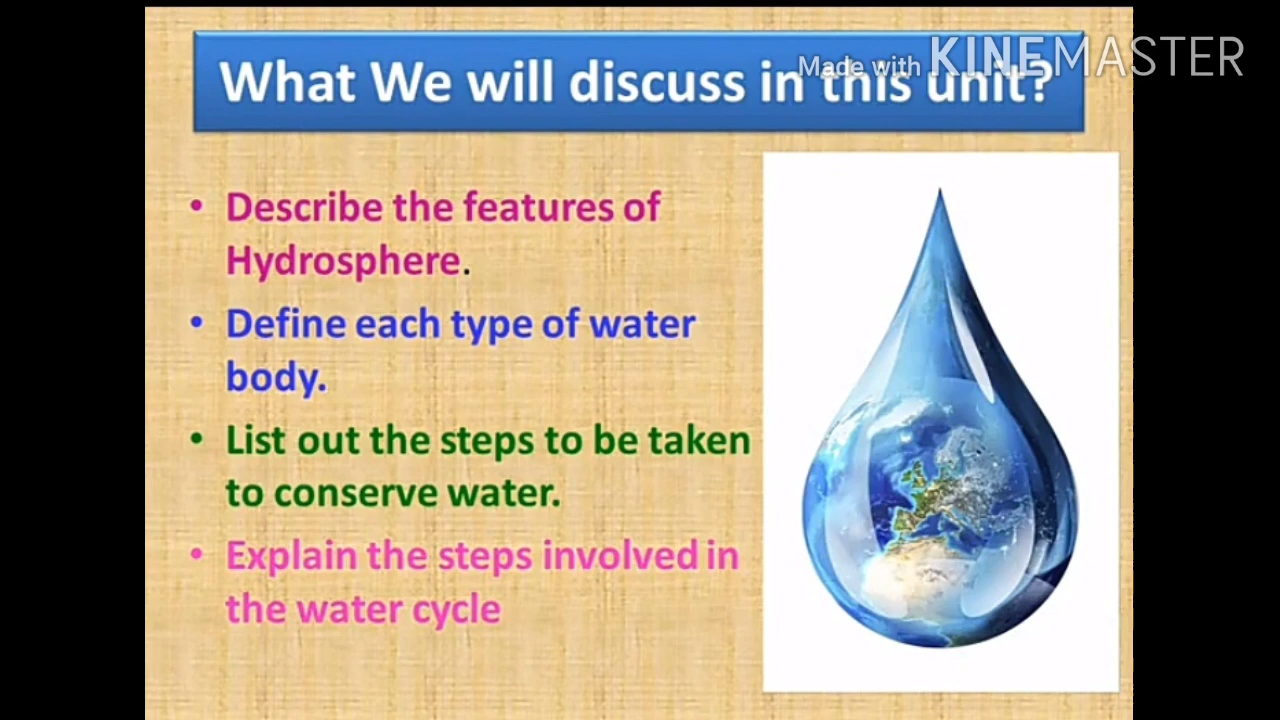 Made with KINEMASTER
What We will discuss in this unit?
• Describe the features of
Hydrosphere.
• Define each type of water
body.
• List out the steps to be taken
to conserve water.
• Explain the steps involved in
the water cycle